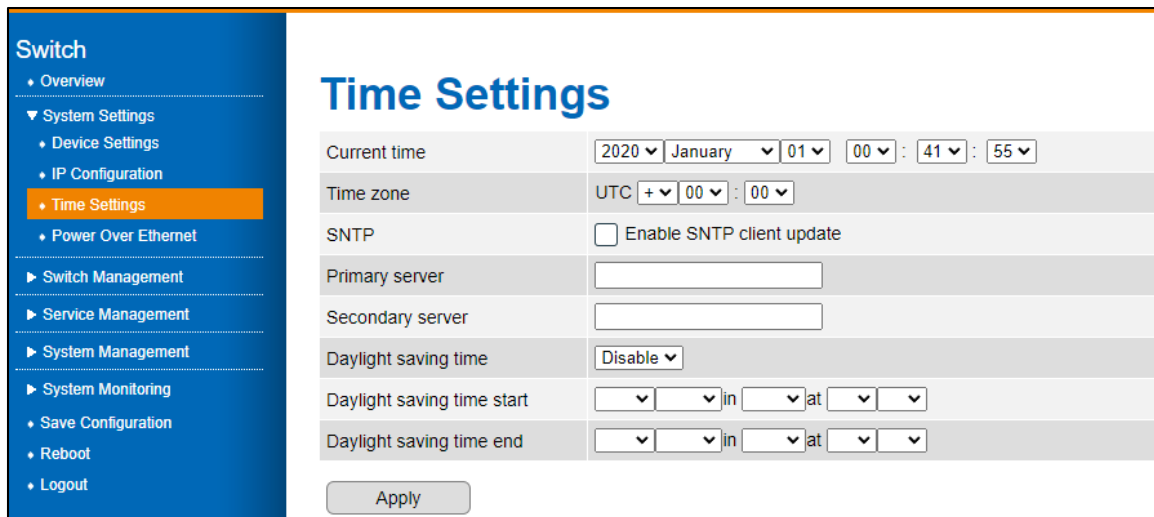 Switch
Overview
System Settings
Device Settings
IP Configuration
Time Settings
Power Over Ethernet
Switch Management
Service Management
System Management
System Monitoring
Save Configuration
Reboot
Logout
Time Settings
Current time 2020 January 01 00 : 41 : 55
Time zone UTC + 00 : 00
SNTP Enable SNTP client update
Primary server
Secondary server
Daylight saving time Disable
Daylight saving time start in at
Daylight saving time end in at
Apply